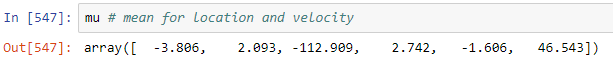 In [547]: mu # mean for location and velocity
Out[547]: array([ -3.806, 2.093, -112.909, 2.742, -1.606, 46.543])